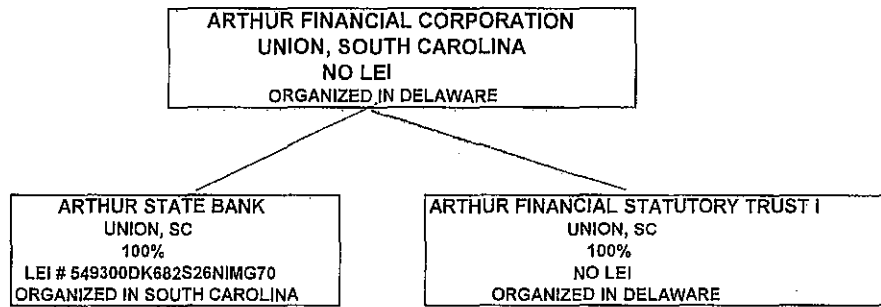 ARTHUR FINANCIAL CORPORATION
UNION, SOUTH CAROLINA
NO LEI
ORGANIZED IN DELAWARE
ARTHUR STATE BANK
UNION, SC
100%
LEI # 549300DK682S26NIMG70
ORGANIZED IN SOUTH CAROLINA
ARTHUR FINANCIAL STATUTORY TRUST I
UNION, SC
100%
NO LEI
ORGANIZED IN DELAWARE